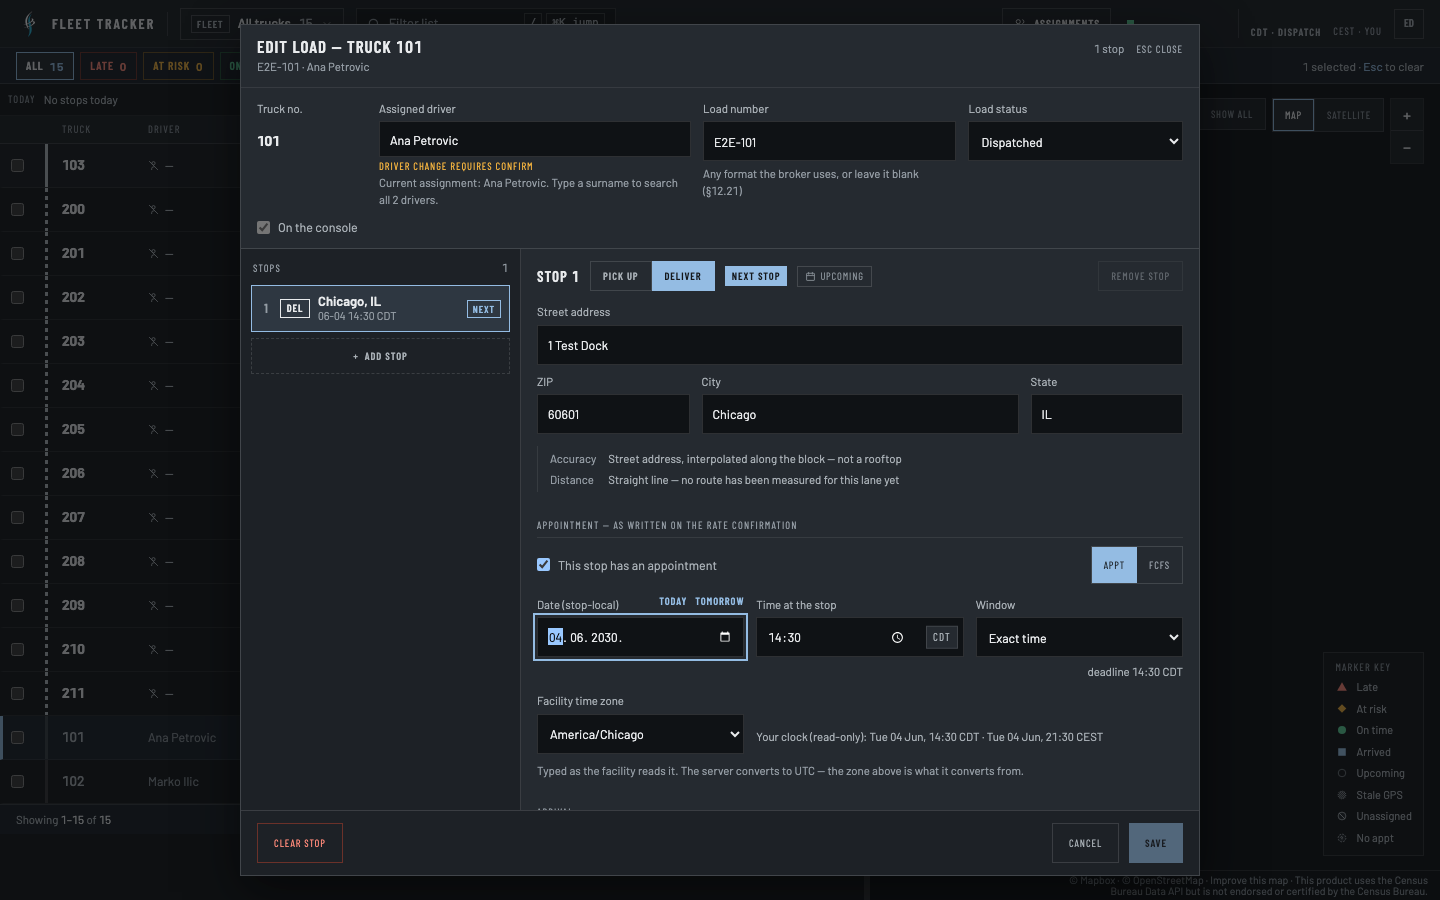 FLEET TRACKER
FLEET All trucks 15
Filter list / ⌘K jump
ASSIGNMENTS
CDT · DISPATCH CEST · YOU ED
ALL 15 LATE 0 AT RISK 0 ON
1 selected · Esc to clear
TODAY No stops today
TRUCK DRIVER
103 —
200 —
201 —
202 —
203 —
204 —
205 —
206 —
207 —
208 —
209 —
210 —
211 —
101 Ana Petrovic
102 Marko Ilic
Showing 1–15 of 15
EDIT LOAD — TRUCK 101
E2E-101 · Ana Petrovic
1 stop ESC CLOSE
Truck no. Assigned driver Load number Load status
101 Ana Petrovic E2E-101 Dispatched
DRIVER CHANGE REQUIRES CONFIRM
Current assignment: Ana Petrovic. Type a surname to search
all 2 drivers.
Any format the broker uses, or leave it blank
(§12.21)
On the console
STOPS 1
1 DEL Chicago, IL NEXT
06-04 14:30 CDT
+ ADD STOP
STOP 1 PICK UP DELIVER NEXT STOP UPCOMING REMOVE STOP
Street address
1 Test Dock
ZIP City State
60601 Chicago IL
Accuracy Street address, interpolated along the block — not a rooftop
Distance Straight line — no route has been measured for this lane yet
APPOINTMENT — AS WRITTEN ON THE RATE CONFIRMATION
This stop has an appointment APPT FCFS
Date (stop-local) TODAY TOMORROW Time at the stop Window
04. 06. 2030. 14:30 CDT Exact time
deadline 14:30 CDT
Facility time zone
America/Chicago Your clock (read-only): Tue 04 Jun, 14:30 CDT · Tue 04 Jun, 21:30 CEST
Typed as the facility reads it. The server converts to UTC — the zone above is what it converts from.
CLEAR STOP CANCEL SAVE
SHOW ALL MAP SATELLITE +
−
MARKER KEY
Late
At risk
On time
Arrived
Upcoming
Stale GPS
Unassigned
No appt
© Mapbox · © OpenStreetMap · Improve this map · This product uses the Census
Bureau Data API but is not endorsed or certified by the Census Bureau.